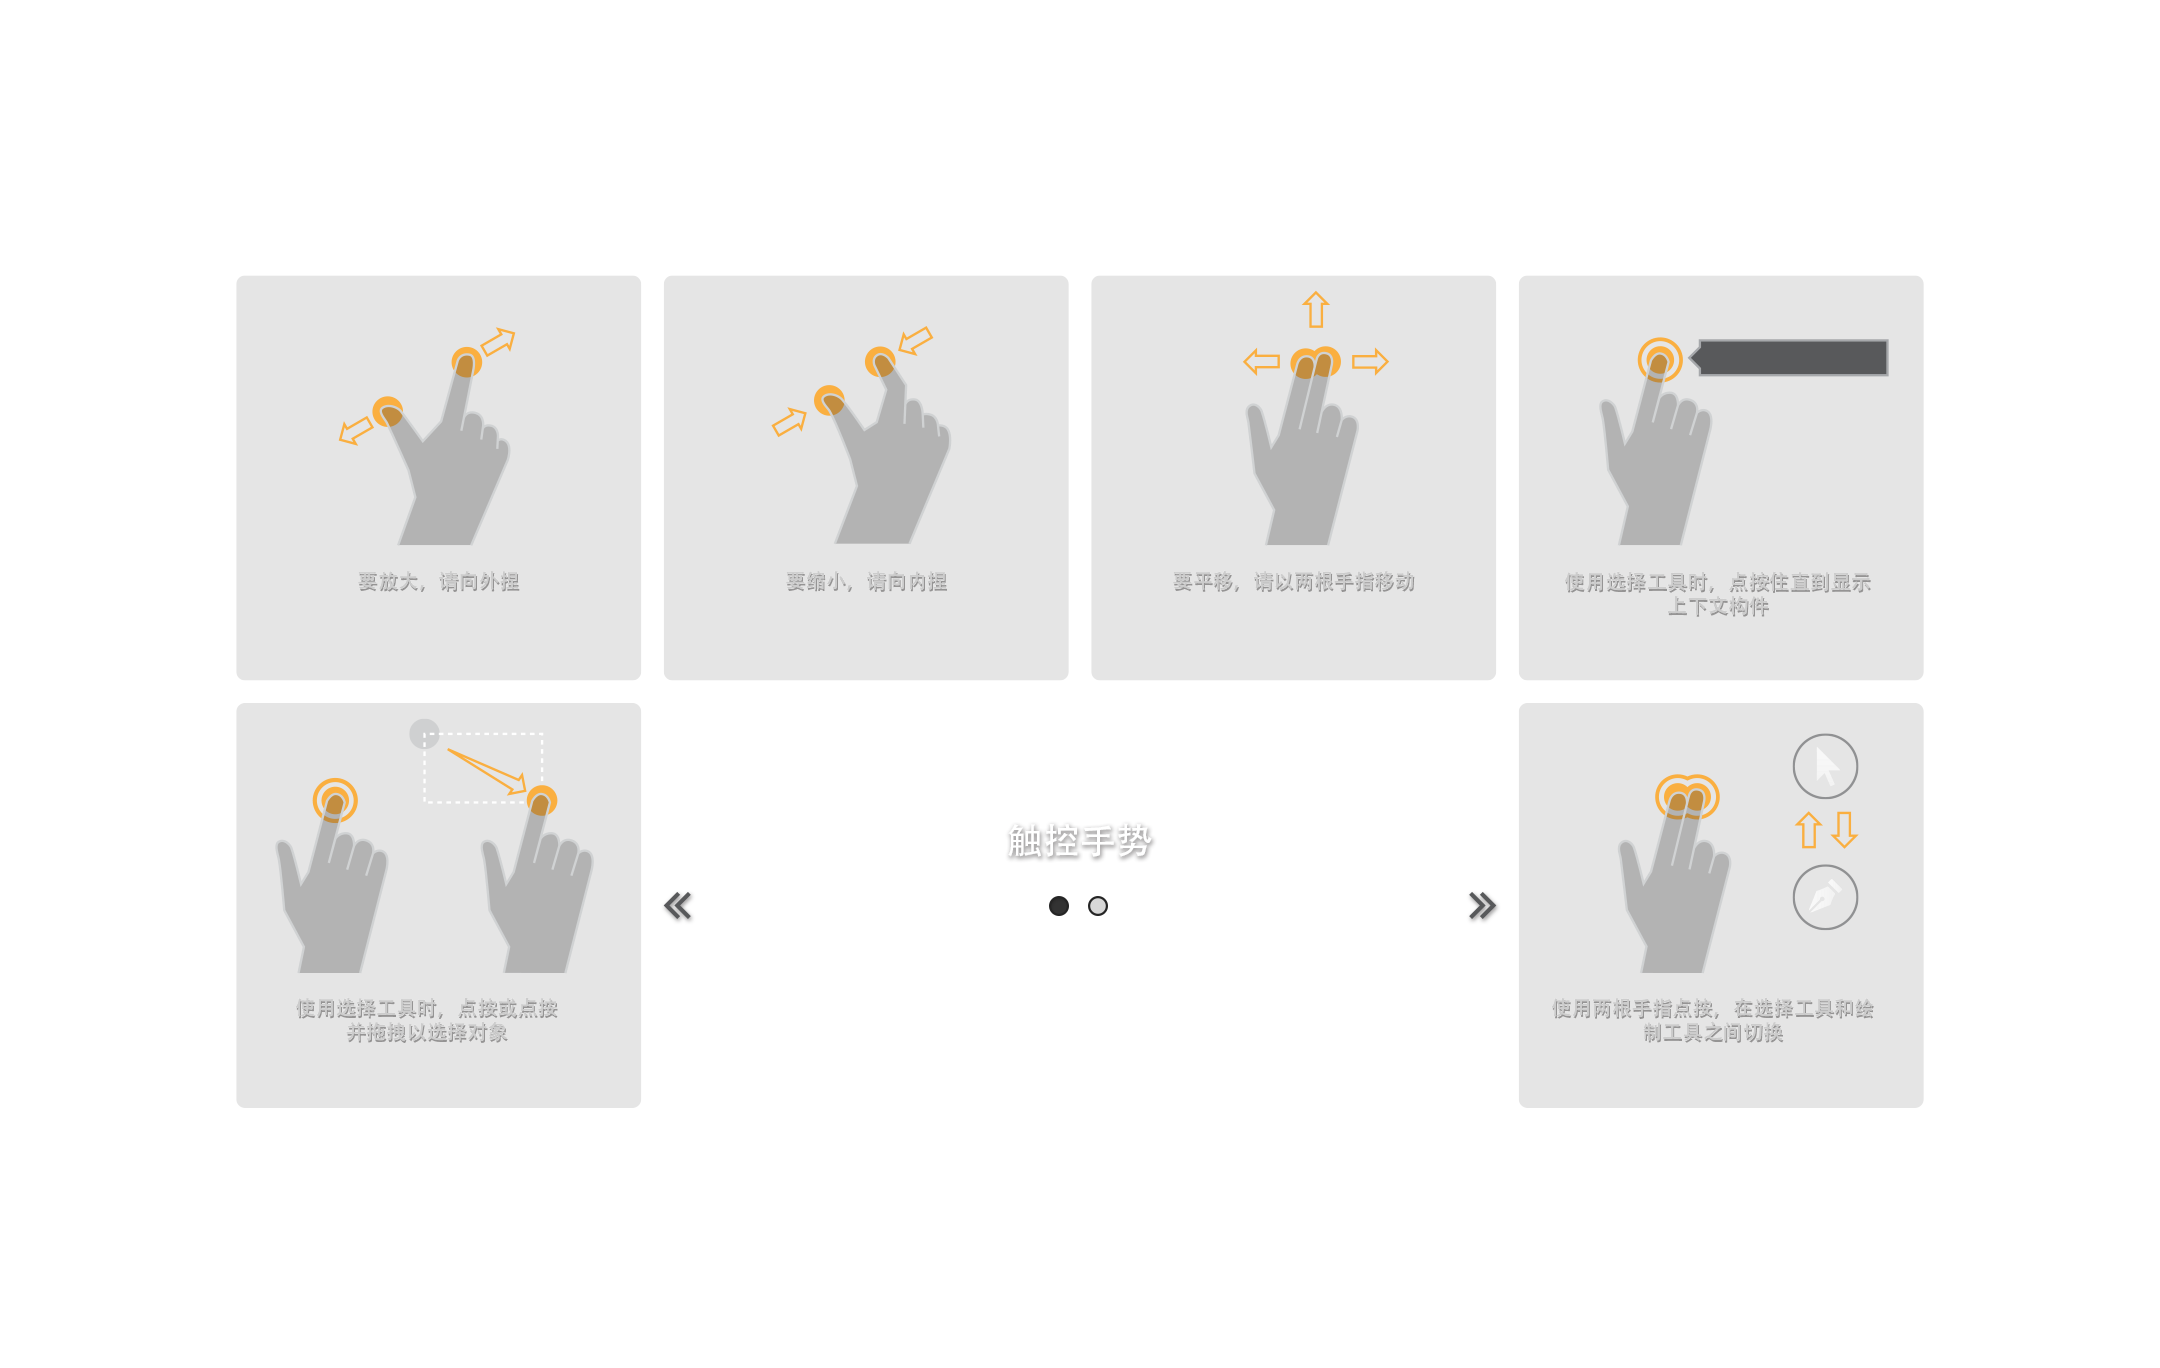 要放大，请向外捏
要缩小，请向内捏
要平移，请以两根手指移动
使用选择工具时，点按住直到显示
上下文构件
使用选择工具时，点按或点按
并拖拽以选择对象
触控手势
使用两根手指点按，在选择工具和绘
制工具之间切换